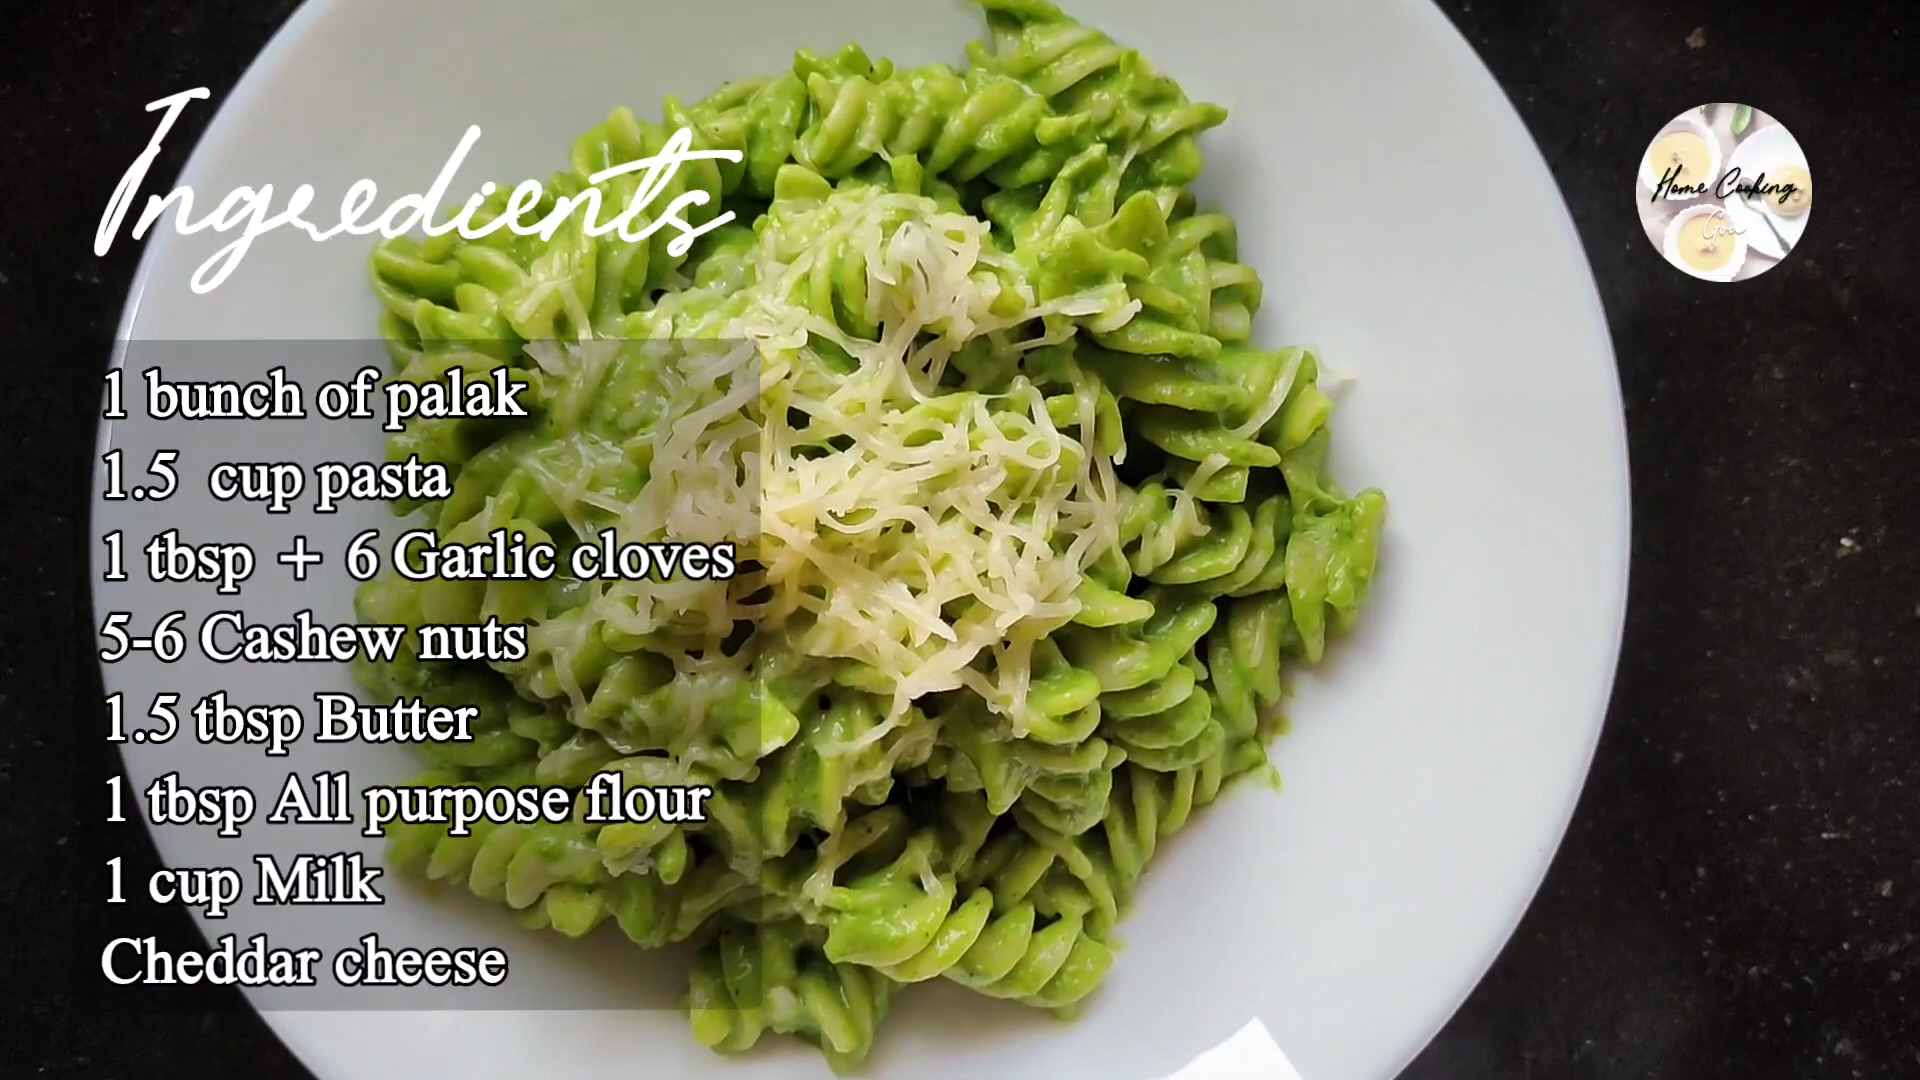 Ingredients
Home Cooking
Goa
1 bunch of palak
1.5 cup pasta
1 tbsp + 6 Garlic cloves
5-6 Cashew nuts
1.5 tbsp Butter
1 tbsp All purpose flour
1 cup Milk
Cheddar cheese